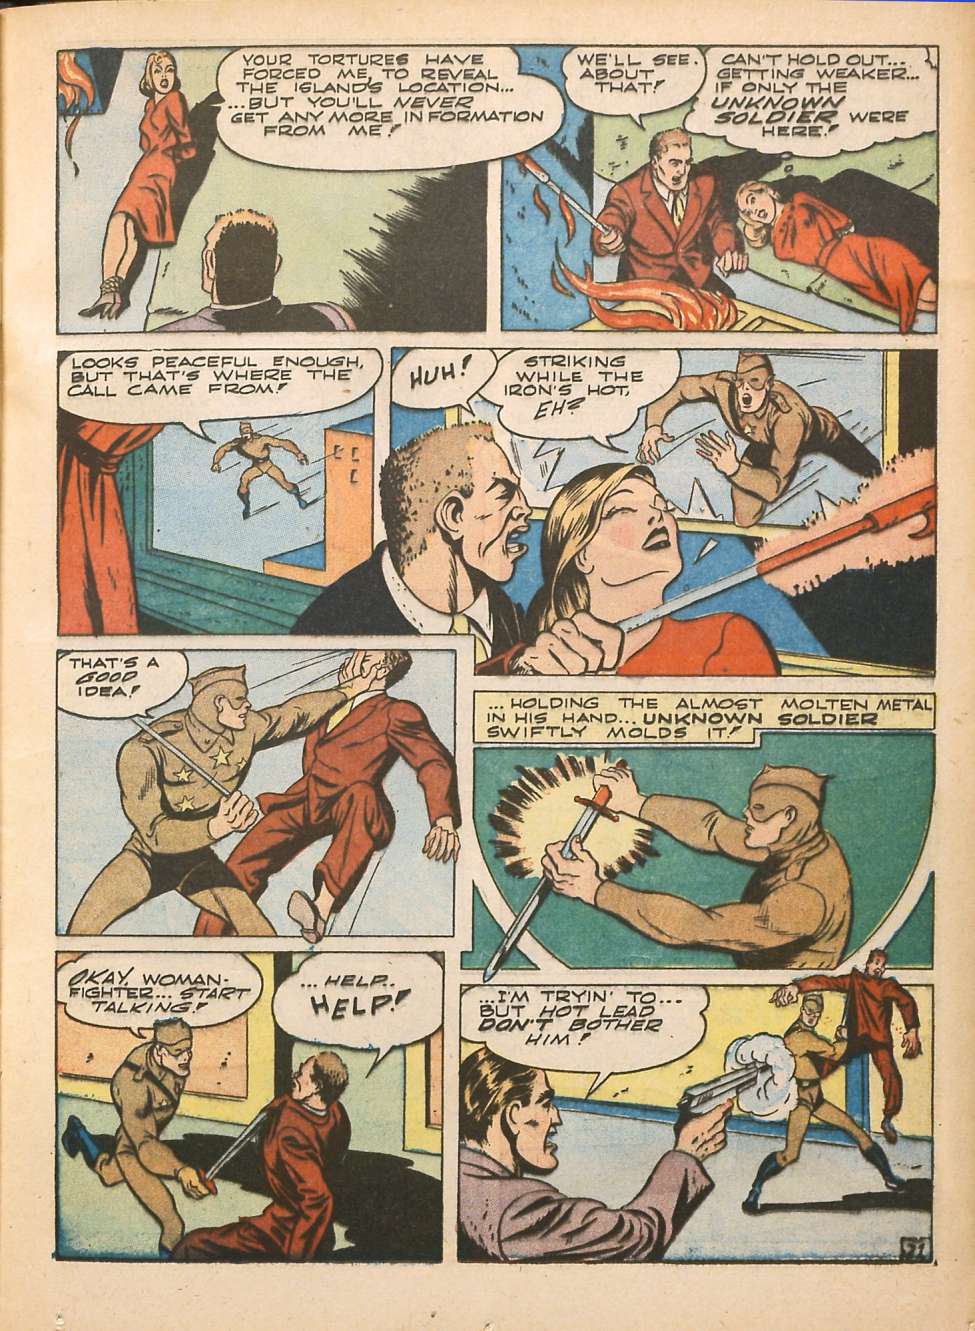 YOUR TORTURES HAVE
FORCED ME, TO REVEAL
THE ISLAND'S LOCATION...
...BUT YOU'LL NEVER
GET ANY MORE INFORMATION
FROM ME!
WE'LL SEE.
ABOUT
THAT!
CAN'T HOLD OUT...
GETTING WEAKER...
IF ONLY THE
UNKNOWN
SOLDIER WERE
HERE!
LOOKS PEACEFUL ENOUGH,
BUT THAT'S WHERE THE
CALL CAME FROM!
HUH!
STRIKING
WHILE THE
IRON'S HOT,
EH?
THAT'S A
GOOD
IDEA!
...HOLDING THE ALMOST MOLTEN METAL
IN HIS HAND... UNKNOWN SOLDIER
SWIFTLY MOLDS IT!
OKAY, WOMAN-
FIGHTER... START
TALKING!
...HELP..
HELP!
...I'M TRYIN' TO...
BUT HOT LEAD
DON'T BOTHER
HIM!